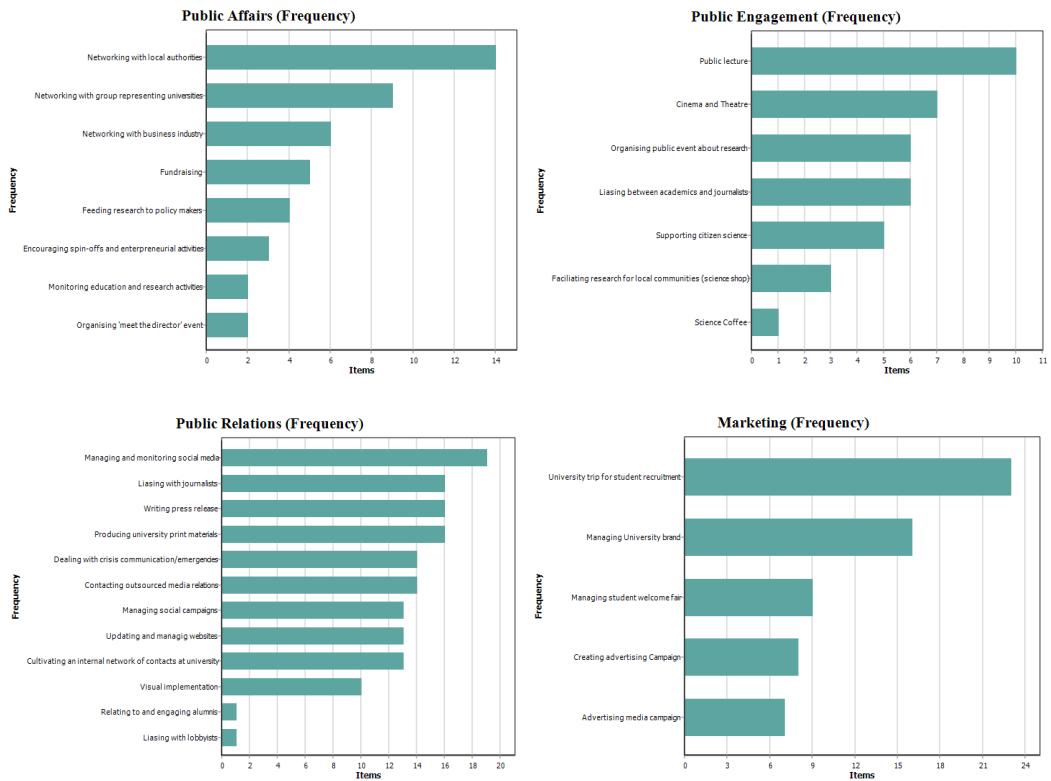 Public Affairs (Frequency)
Frequency
Networking with local authorities
Networking with group representing universities
Networking with business industry
Fundraising
Feeding research to policy makers
Encouraging spin-offs and enterpreneurial activities
Monitoring education and research activities
Organising 'meet the director' event
0 2 4 6 8 10 12 14
Items
Public Engagement (Frequency)
Frequency
Public lecture
Cinema and Theatre
Organising public event about research
Liasing between academics and journalists
Supporting citizen science
Faciliating research for local communities (science shop)
Science Coffee
0 1 2 3 4 5 6 7 8 9 10 11
Items
Public Relations (Frequency)
Frequency
Managing and monitoring social media
Liasing with journalists
Writing press release
Producing university print materials
Dealing with crisis communication/emergencies
Contacting outsourced media relations
Managing social campaigns
Updating and managig websites
Cultivating an internal network of contacts at university
Visual implementation
Relating to and engaging alumnis
Liasing with lobbyists
0 2 4 6 8 10 12 14 16 18 20
Items
Marketing (Frequency)
Frequency
University trip for student recruitment
Managing University brand
Managing student welcome fair
Creating advertising Campaign
Advertising media campaign
0 3 6 9 12 15 18 21 24
Items